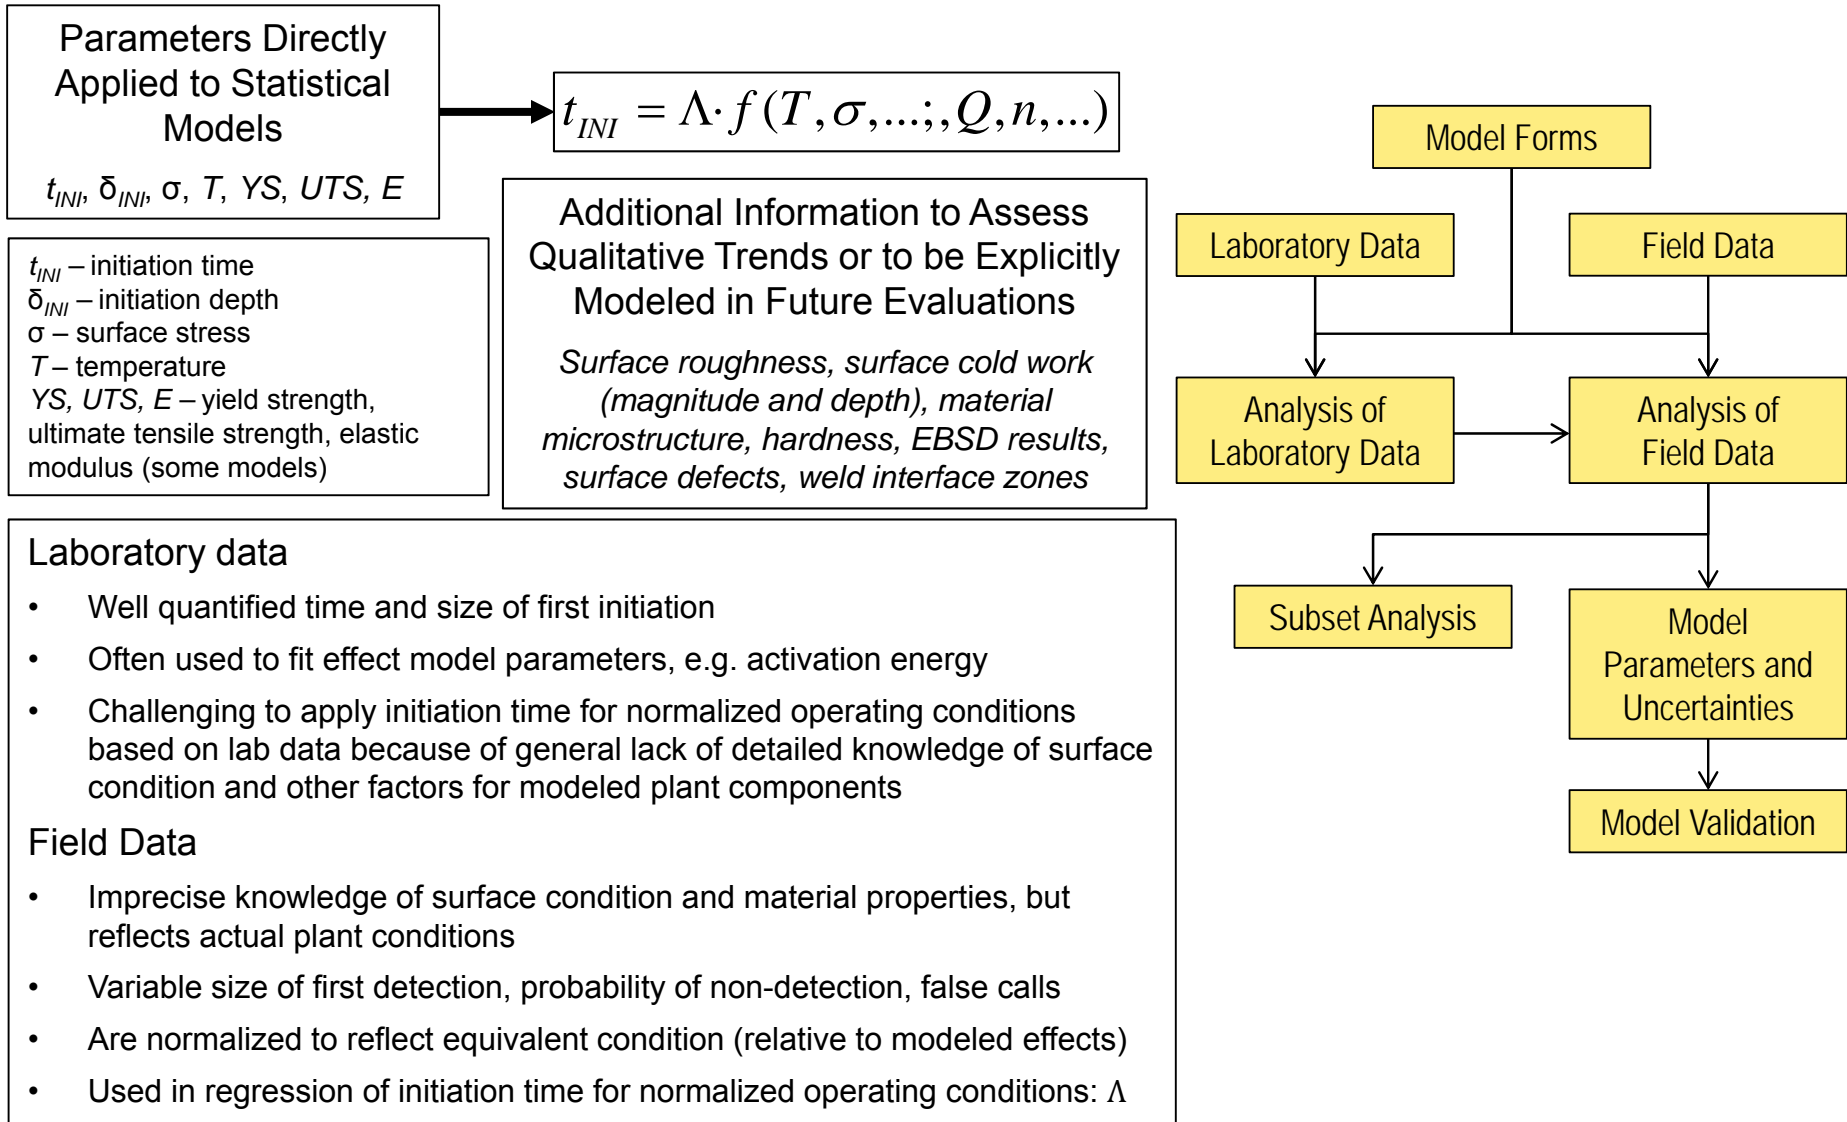 Parameters Directly
Applied to Statistical
Models
t_INI, δ_INI, σ, T, YS, UTS, E
t_INI = Λ· f (T, σ,...;, Q, n,...)
t_INI – initiation time
δ_INI – initiation depth
σ – surface stress
T – temperature
YS, UTS, E – yield strength,
ultimate tensile strength, elastic
modulus (some models)
Additional Information to Assess
Qualitative Trends or to be Explicitly
Modeled in Future Evaluations
Surface roughness, surface cold work
(magnitude and depth), material
microstructure, hardness, EBSD results,
surface defects, weld interface zones
Laboratory data
• Well quantified time and size of first initiation
• Often used to fit effect model parameters, e.g. activation energy
• Challenging to apply initiation time for normalized operating conditions
based on lab data because of general lack of detailed knowledge of surface
condition and other factors for modeled plant components
Field Data
• Imprecise knowledge of surface condition and material properties, but
reflects actual plant conditions
• Variable size of first detection, probability of non-detection, false calls
• Are normalized to reflect equivalent condition (relative to modeled effects)
• Used in regression of initiation time for normalized operating conditions: Λ
Model Forms
Laboratory Data
Field Data
Analysis of
Laboratory Data
Analysis of
Field Data
Subset Analysis
Model
Parameters and
Uncertainties
Model Validation